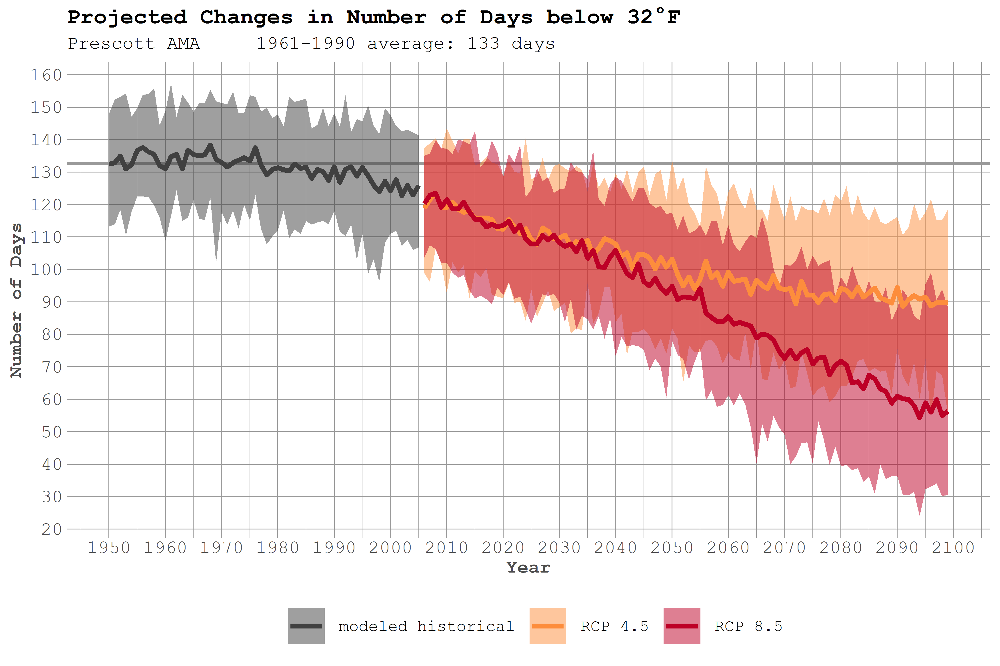 Projected Changes in Number of Days below 32°F
Prescott AMA 1961-1990 average: 133 days
160
150
140
130
120
110
100
90
80
70
60
50
40
30
20
Number of Days
1950 1960 1970 1980 1990 2000 2010 2020 2030 2040 2050 2060 2070 2080 2090 2100
Year
modeled historical RCP 4.5 RCP 8.5